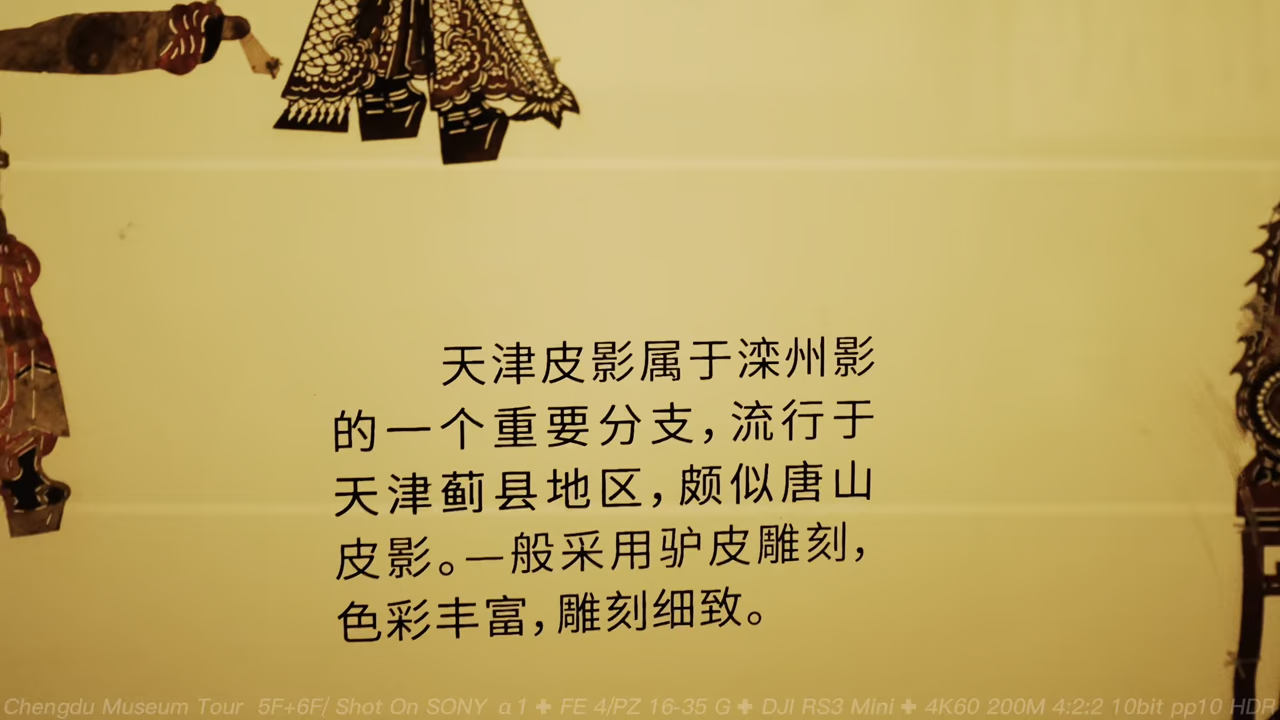 天津皮影属于滦州影
的一个重要分支，流行于
天津蓟县地区，颇似唐山
皮影。一般采用驴皮雕刻，
色彩丰富，雕刻细致。
Chengdu Museum Tour 5F+6F/ Shot On SONY α1 ✚ FE 4/PZ 16-35 G ✚ DJI RS3 Mini ✚ 4K60 200M 4:2:2 10bit pp10 HDR